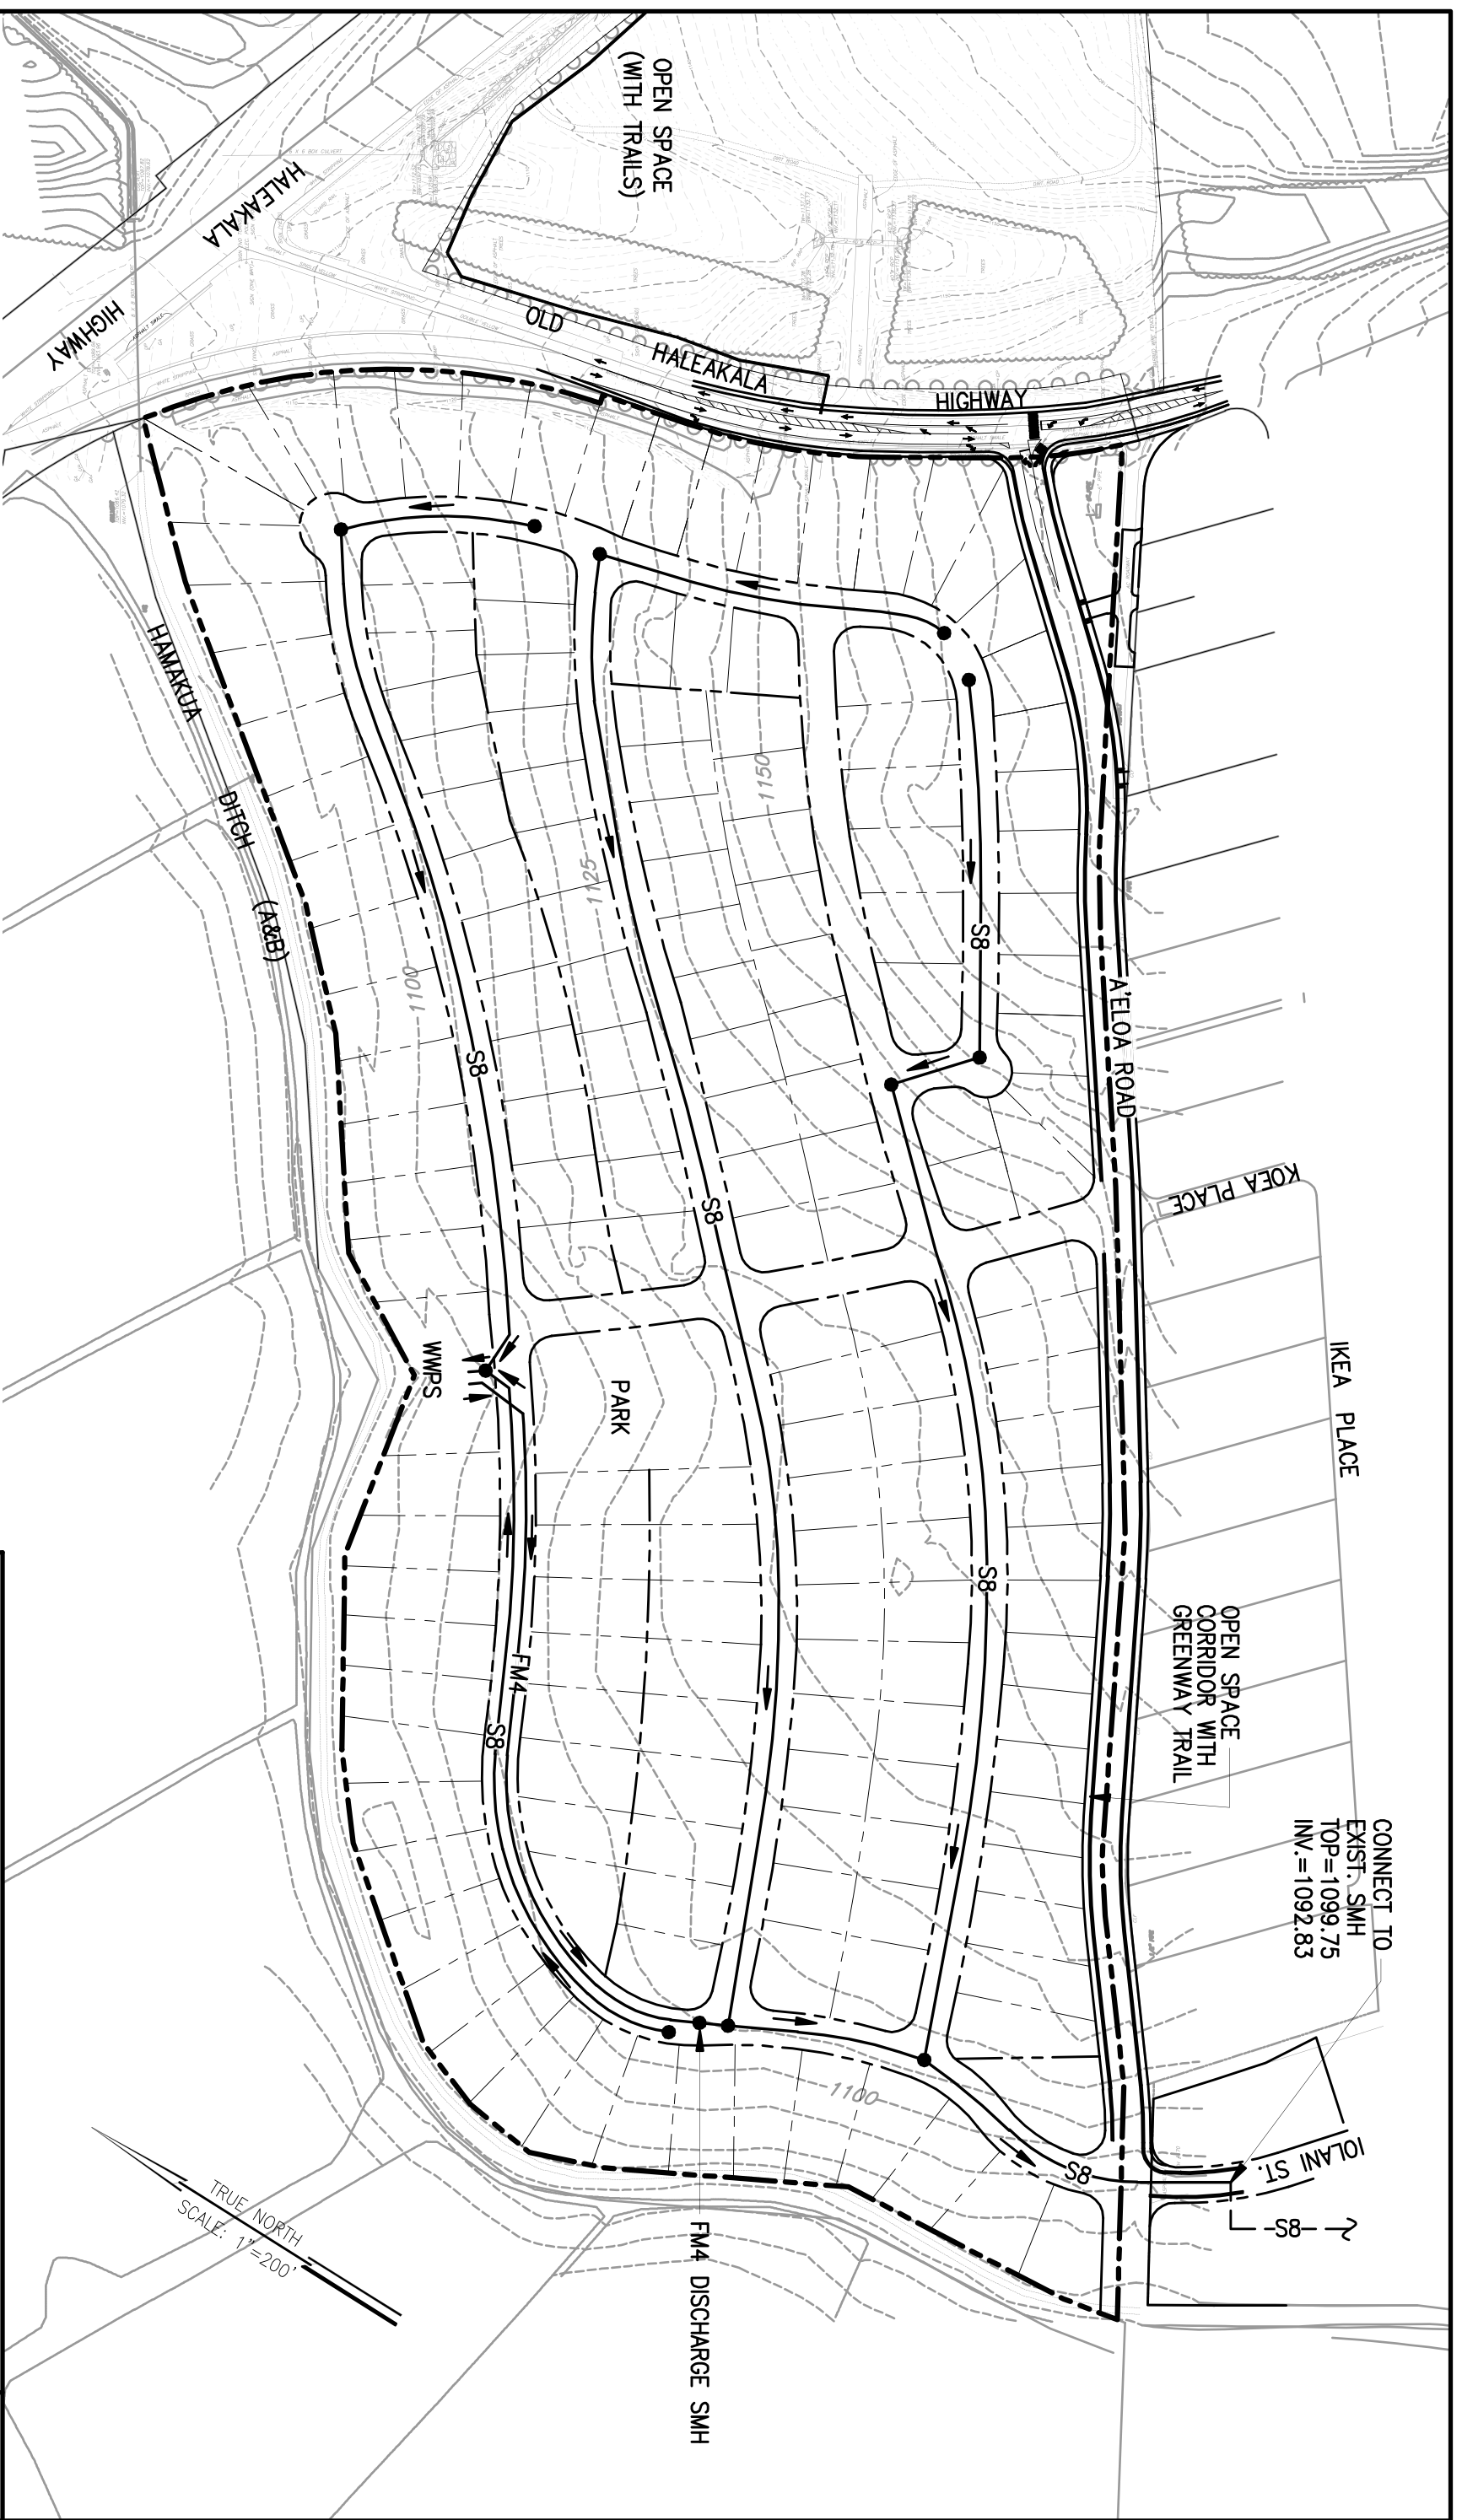 OPEN SPACE
(WITH TRAILS)
HALEAKALA
HIGHWAY
OLD
HALEAKALA
HIGHWAY
HAMAKUA
DITCH
(A&B)
1150
1125
1100
S8
S8
S8
A'ELOA ROAD
KOEA PLACE
IKEA PLACE
WWPS
PARK
S8
FM4
S8
OPEN SPACE
CORRIDOR WITH
GREENWAY TRAIL
CONNECT TO
EXIST. SMH
TOP=1099.75
INV.=1092.83
1100
IOLANI ST.
S8
S8
FM4 DISCHARGE SMH
TRUE NORTH
SCALE: 1"=200'